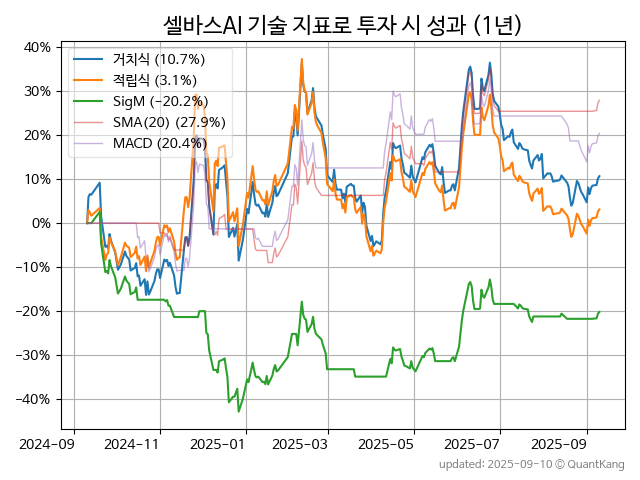 셀바스AI 기술 지표로 투자 시 성과 (1년)
40%
30%
20%
10%
0%
−10%
−20%
−30%
−40%
거치식 (10.7%)
적립식 (3.1%)
SigM (−20.2%)
SMA(20) (27.9%)
MACD (20.4%)
2024-09
2024-11
2025-01
2025-03
2025-05
2025-07
2025-09
updated: 2025-09-10 © QuantKang